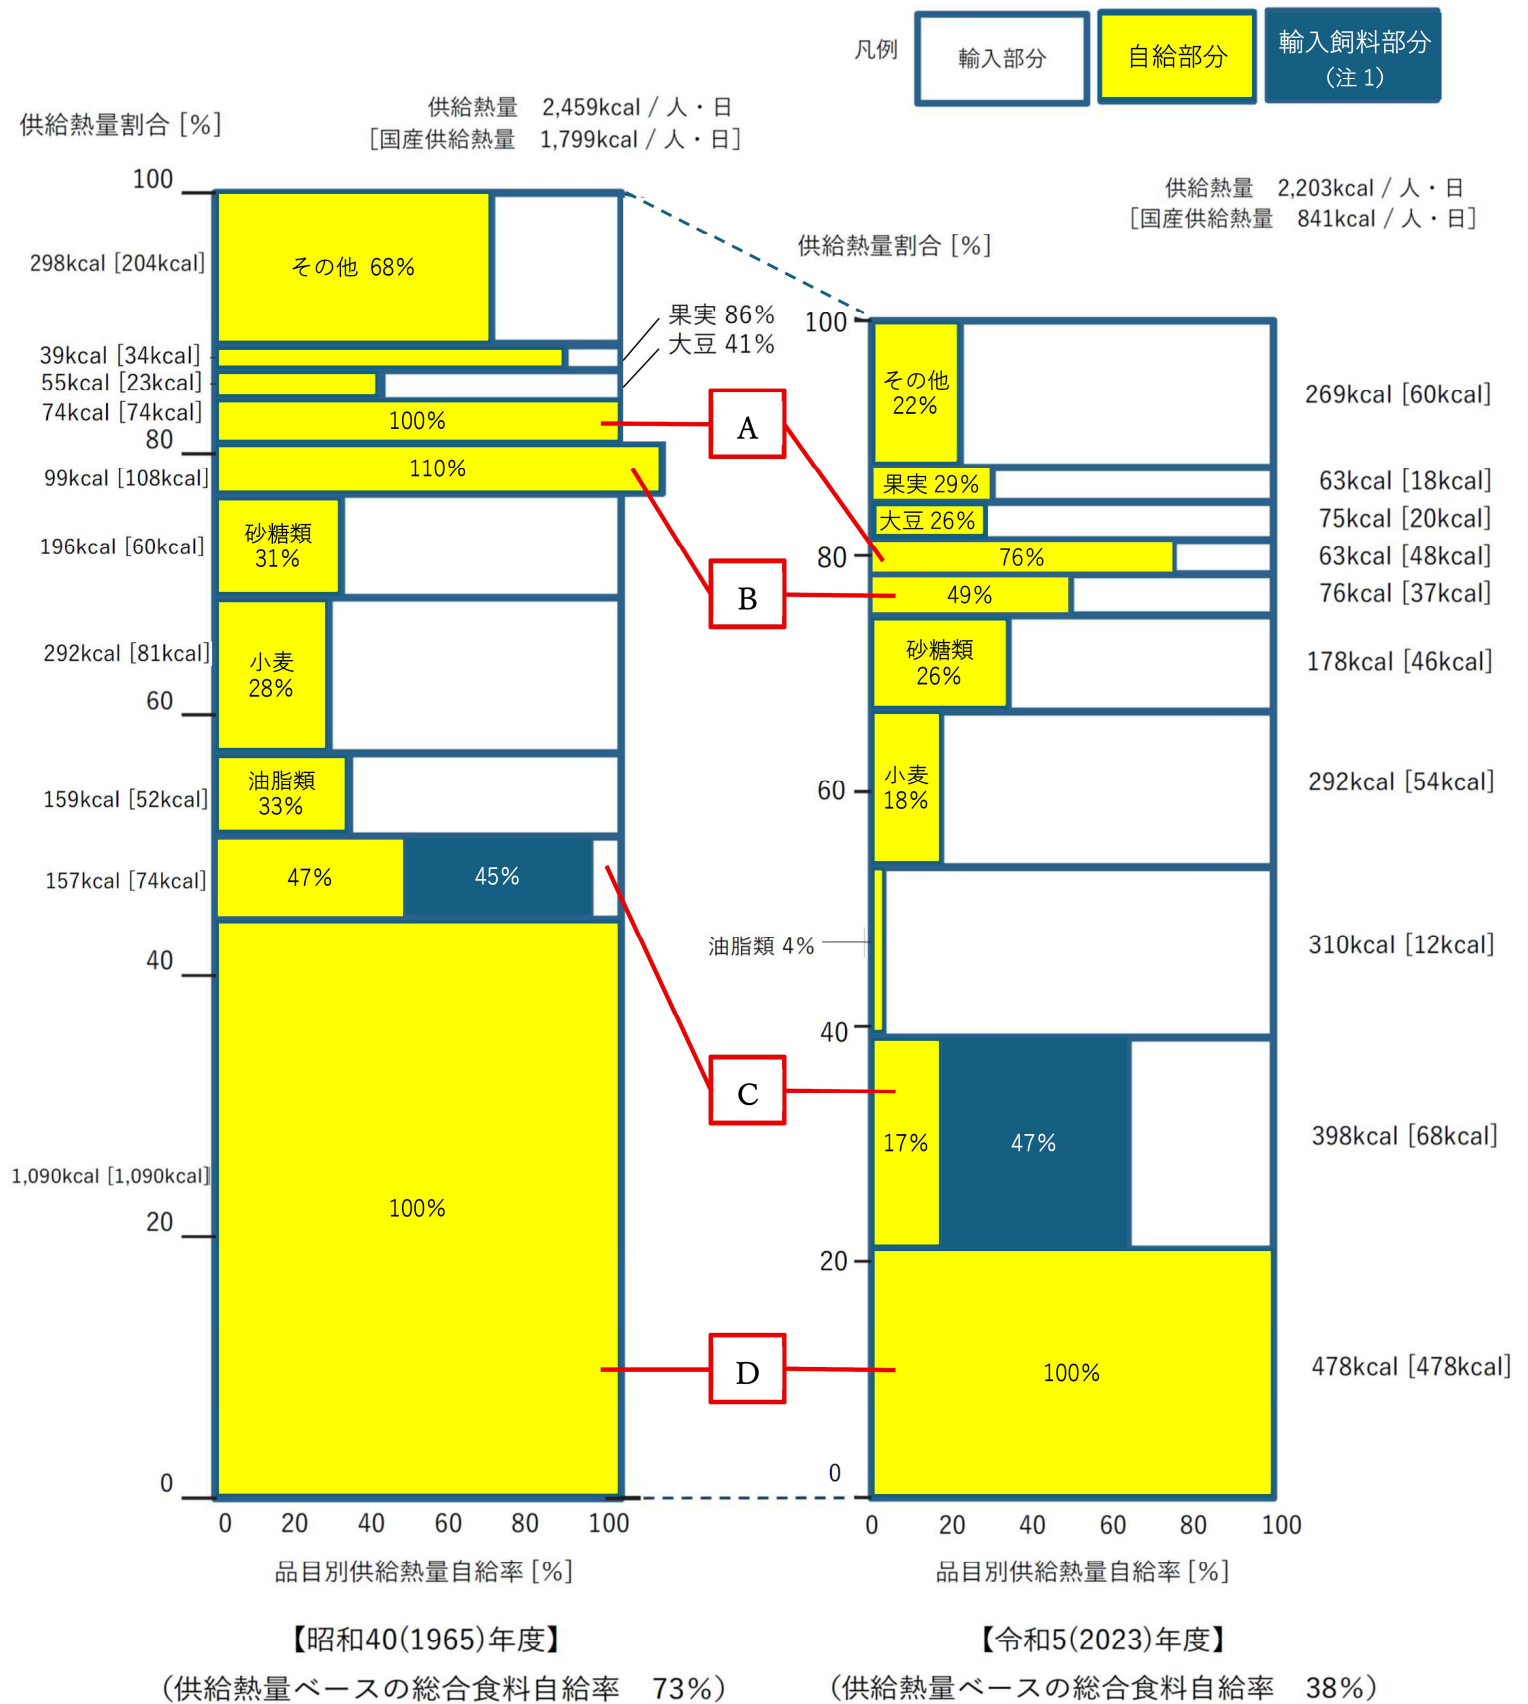 凡例
輸入部分
自給部分
輸入飼料部分
（注1）
供給熱量割合 [%]
供給熱量 2,459kcal / 人・日
[国産供給熱量 1,799kcal / 人・日]
100
298kcal [204kcal]
その他 68%
39kcal [34kcal]
果実 86%
55kcal [23kcal]
大豆 41%
74kcal [74kcal]
100%
80
99kcal [108kcal]
110%
196kcal [60kcal]
砂糖類
31%
292kcal [81kcal]
小麦
28%
60
159kcal [52kcal]
油脂類
33%
157kcal [74kcal]
47%
45%
40
1,090kcal [1,090kcal]
100%
20
0
0 20 40 60 80 100
品目別供給熱量自給率 [%]
【昭和40(1965)年度】
（供給熱量ベースの総合食料自給率 73%）
A
B
C
D
供給熱量 2,203kcal / 人・日
[国産供給熱量 841kcal / 人・日]
供給熱量割合 [%]
100
その他
22%
269kcal [60kcal]
果実 29%
63kcal [18kcal]
大豆 26%
75kcal [20kcal]
80
76%
63kcal [48kcal]
49%
76kcal [37kcal]
砂糖類
26%
178kcal [46kcal]
小麦
18%
292kcal [54kcal]
60
油脂類 4%
310kcal [12kcal]
40
17%
47%
398kcal [68kcal]
20
100%
478kcal [478kcal]
0
0 20 40 60 80 100
品目別供給熱量自給率 [%]
【令和5(2023)年度】
（供給熱量ベースの総合食料自給率 38%）